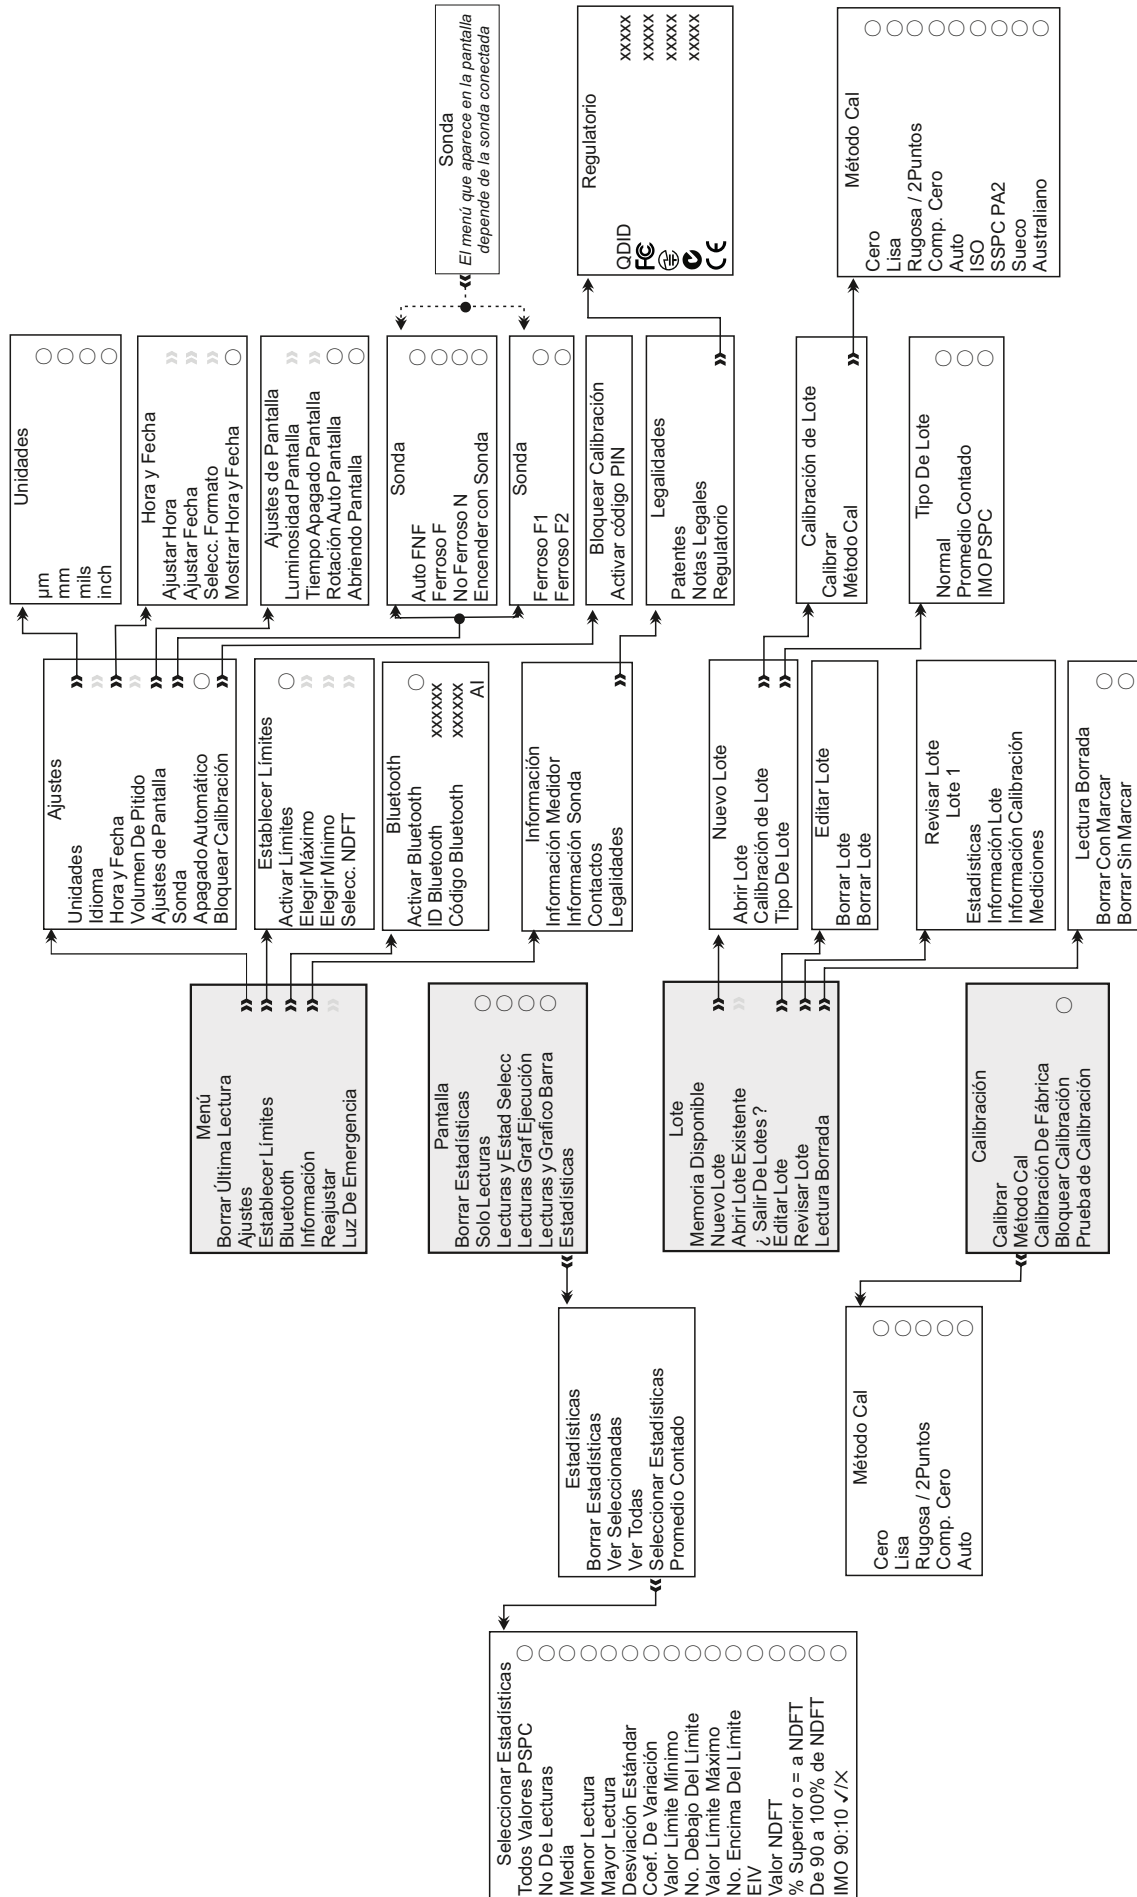 Menú
Borrar Última Lectura
Ajustes
Establecer Límites
Bluetooth
Información
Reajustar
Luz De Emergencia
Ajustes
Unidades
Idioma
Hora y Fecha
Volumen De Pitido
Ajustes de Pantalla
Sonda
Apagado Automático
Bloquear Calibración
Unidades
µm
mm
mils
inch
Hora y Fecha
Ajustar Hora
Ajustar Fecha
Selecc. Formato
Mostrar Hora y Fecha
Ajustes de Pantalla
Luminosidad Pantalla
Tiempo Apagado Pantalla
Rotación Auto Pantalla
Abriendo Pantalla
Sonda
Auto FNF
Ferroso F
No Ferroso N
Encender con Sonda
Sonda
Ferroso F1
Ferroso F2
Sonda
El menú que aparece en la pantalla
depende de la sonda conectada
Bloquear Calibración
Activar código PIN
Establecer Límites
Activar Límites
Elegir Máximo
Elegir Mínimo
Selecc. NDFT
Bluetooth
Activar Bluetooth
ID Bluetooth xxxxxx
Código Bluetooth xxxxxx
AI
Información
Información Medidor
Información Sonda
Contactos
Legalidades
Legalidades
Patentes
Notas Legales
Regulatorio
Regulatorio
QDID xxxxx
FC xxxxx
xxxxx
CE xxxxx
Pantalla
Borrar Estadísticas
Solo Lecturas
Lecturas y Estad Selecc
Lecturas Graf Ejecución
Lecturas y Grafico Barra
Estadísticas
Estadísticas
Borrar Estadísticas
Ver Seleccionadas
Ver Todas
Seleccionar Estadísticas
Promedio Contado
Seleccionar Estadísticas
Todos Valores PSPC
No De Lecturas
Media
Menor Lectura
Mayor Lectura
Desviación Estándar
Coef. De Variación
Valor Límite Mínimo
No. Debajo Del Límite
Valor Límite Máximo
No. Encima Del Límite
EIV
Valor NDFT
% Superior o = a NDFT
De 90 a 100% de NDFT
IMO 90:10 ✓/✕
Lote
Memoria Disponible
Nuevo Lote
Abrir Lote Existente
¿ Salir De Lotes ?
Editar Lote
Revisar Lote
Lectura Borrada
Nuevo Lote
Abrir Lote
Calibración de Lote
Tipo De Lote
Calibración de Lote
Calibrar
Método Cal
Método Cal
Cero
Lisa
Rugosa / 2Puntos
Comp. Cero
Auto
ISO
SSPC PA2
Sueco
Australiano
Tipo De Lote
Normal
Promedio Contado
IMO PSPC
Editar Lote
Borrar Lote
Borrar Lote
Revisar Lote
Lote 1
Estadísticas
Información Lote
Información Calibración
Mediciones
Lectura Borrada
Borrar Con Marcar
Borrar Sin Marcar
Calibración
Calibrar
Método Cal
Calibración De Fábrica
Bloquear Calibración
Prueba de Calibración
Método Cal
Cero
Lisa
Rugosa / 2Puntos
Comp. Cero
Auto